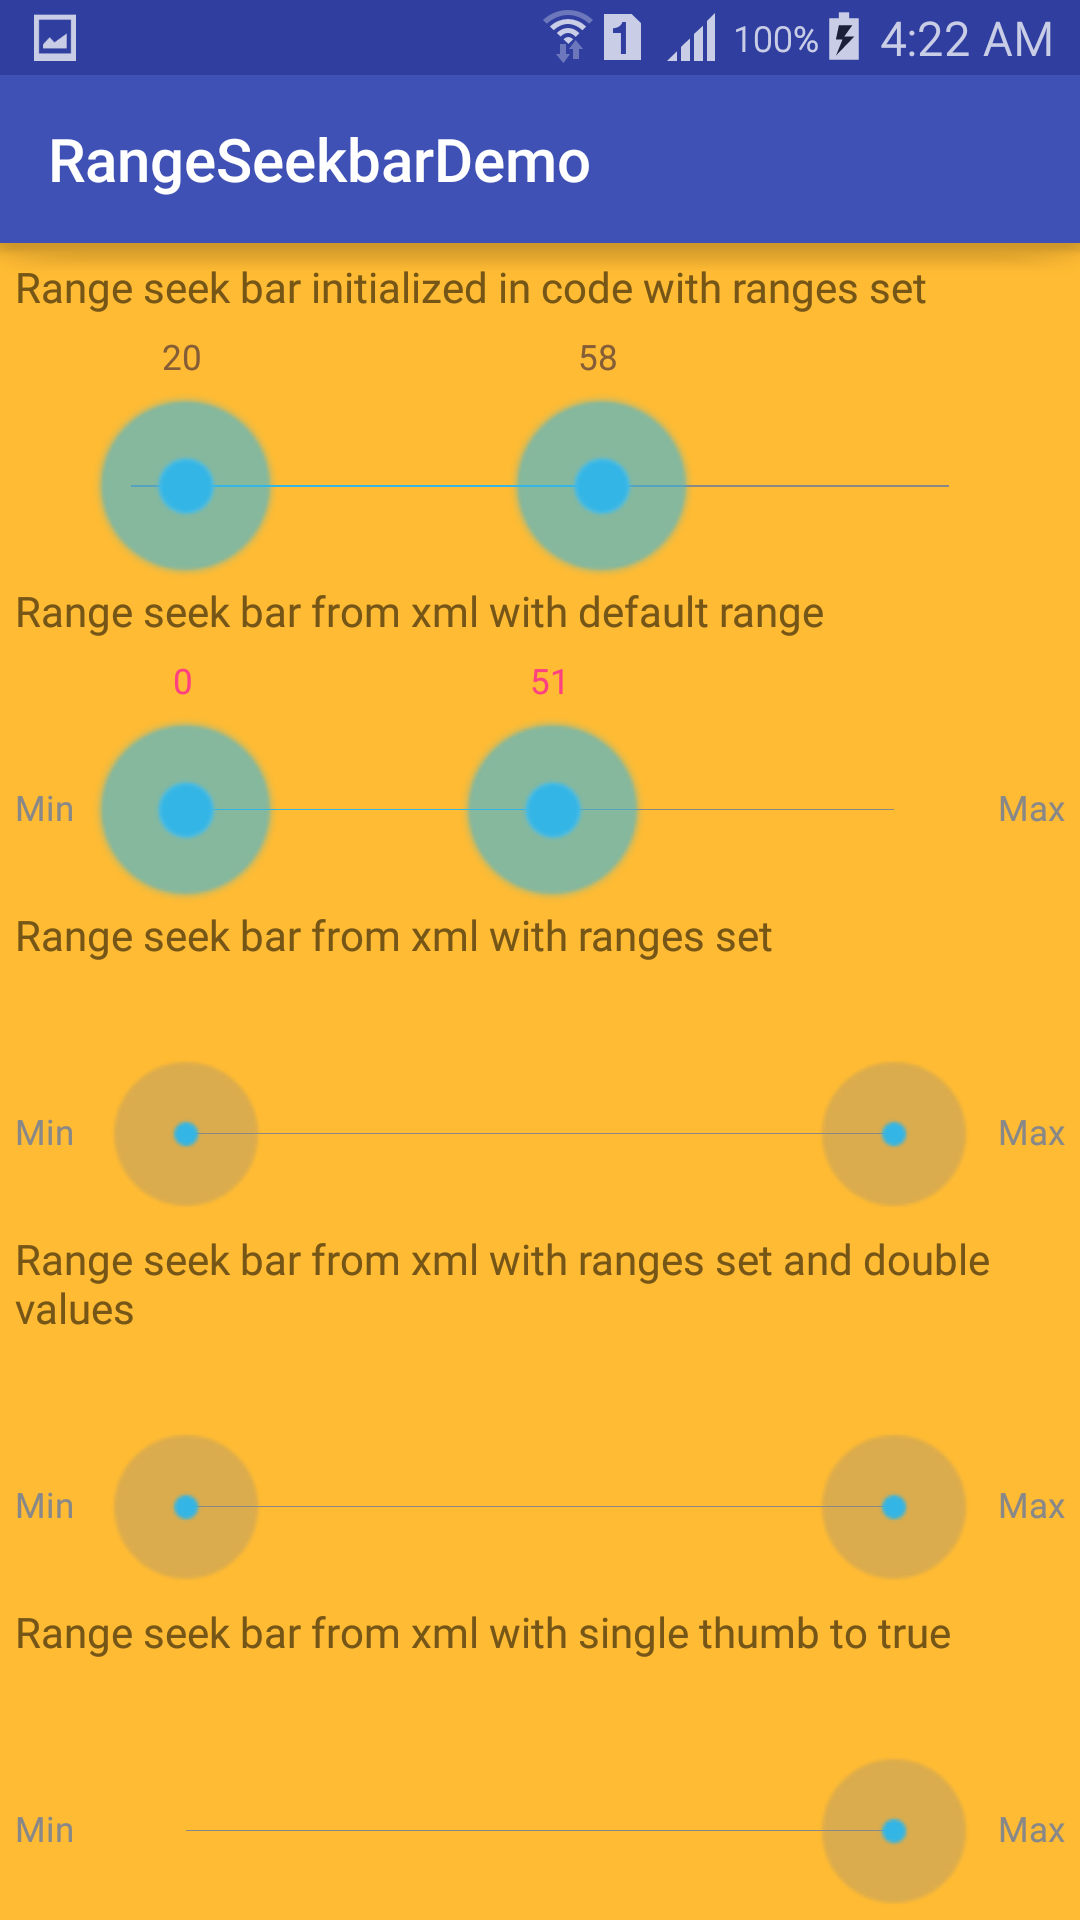 1 100% 4:22 AM
RangeSeekbarDemo
Range seek bar initialized in code with ranges set
20 58
Range seek bar from xml with default range
0 51
Min Max
Range seek bar from xml with ranges set
Min Max
Range seek bar from xml with ranges set and double
values
Min Max
Range seek bar from xml with single thumb to true
Min Max